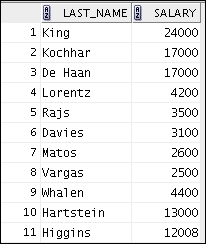 LAST_NAME SALARY
1 King 24000
2 Kochhar 17000
3 De Haan 17000
4 Lorentz 4200
5 Rajs 3500
6 Davies 3100
7 Matos 2600
8 Vargas 2500
9 Whalen 4400
10 Hartstein 13000
11 Higgins 12008